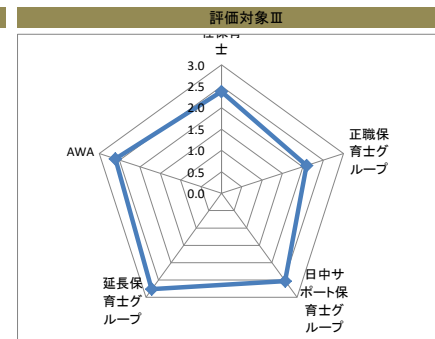 評価対象Ⅲ
士
3.0
2.5
2.0
1.5
1.0
0.5
0.0
正職保
育士グ
ループ
日中サ
ポート保
育士グ
ループ
延長保
育士グ
ループ
AWA